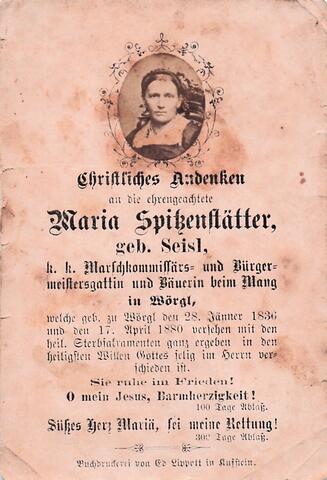 Christliches Andenken
an die ehrengeachtete
Maria Spitzenstätter,
geb. Seisl,
k. k. Marschkommissärs- und Bürger-
meistersgattin und Bäuerin beim Mang
in Wörgl,
welche geb. zu Wörgl den 28. Jänner 1836
und den 17. April 1880 versehen mit den
heil. Sterbsakramenten ganz ergeben in den
heiligsten Willen Gottes selig im Herrn ver-
schieden ist.
Sie ruhe im Frieden!
O mein Jesus, Barmherzigkeit!
100 Tage Ablaß.
Süßes Herz Mariä, sei meine Rettung!
300 Tage Ablaß.
Buchdruckerei von Ed Lippott in Kufstein.